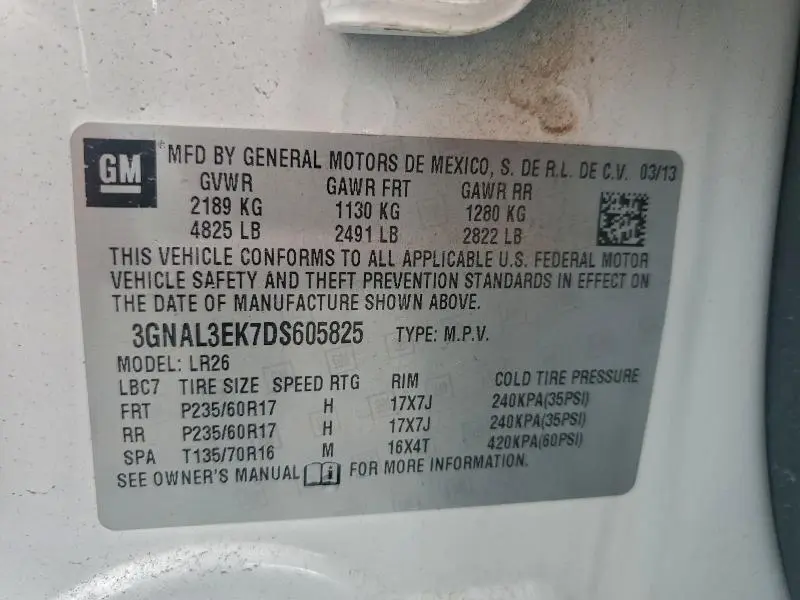 GM MFD BY GENERAL MOTORS DE MEXICO, S. DE R.L. DE C.V. 03/13
GVWR GAWR FRT GAWR RR
2189 KG 1130 KG 1280 KG
4825 LB 2491 LB 2822 LB
THIS VEHICLE CONFORMS TO ALL APPLICABLE U.S. FEDERAL MOTOR
VEHICLE SAFETY AND THEFT PREVENTION STANDARDS IN EFFECT ON
THE DATE OF MANUFACTURE SHOWN ABOVE.
3GNAL3EK7DS605825 TYPE: M.P.V.
MODEL: LR26
LBC7 TIRE SIZE SPEED RTG RIM COLD TIRE PRESSURE
FRT P235/60R17 H 17X7J 240KPA(35PSI)
RR P235/60R17 H 17X7J 240KPA(35PSI)
SPA T135/70R16 M 16X4T 420KPA(60PSI)
SEE OWNER'S MANUAL FOR MORE INFORMATION.